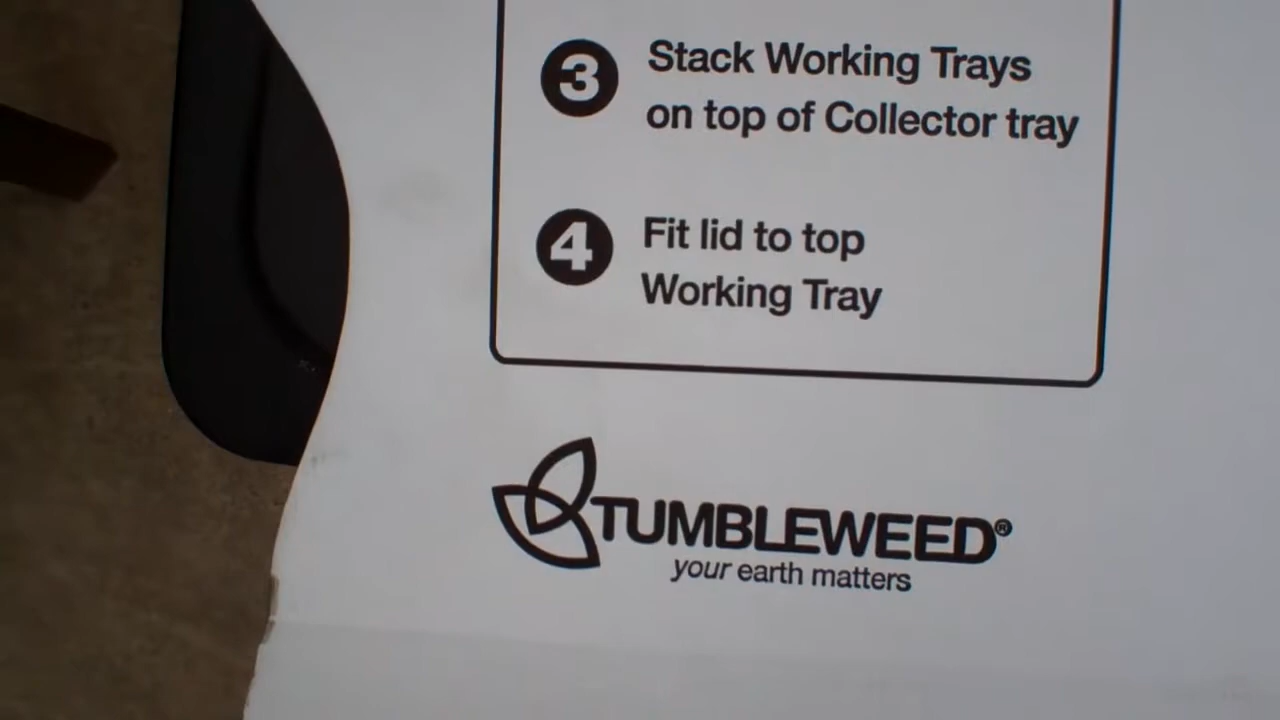 3 Stack Working Trays
on top of Collector tray
4 Fit lid to top
Working Tray
TUMBLEWEED®
your earth matters